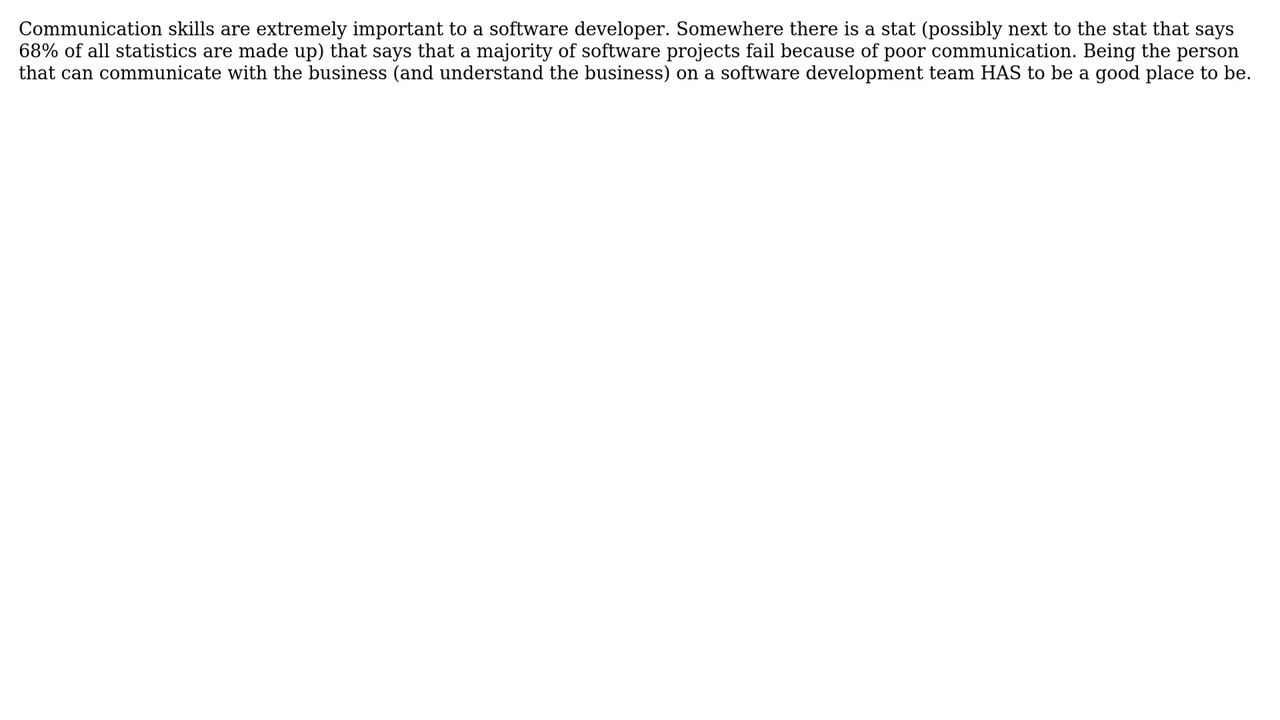 Communication skills are extremely important to a software developer. Somewhere there is a stat (possibly next to the stat that says
68% of all statistics are made up) that says that a majority of software projects fail because of poor communication. Being the person
that can communicate with the business (and understand the business) on a software development team HAS to be a good place to be.